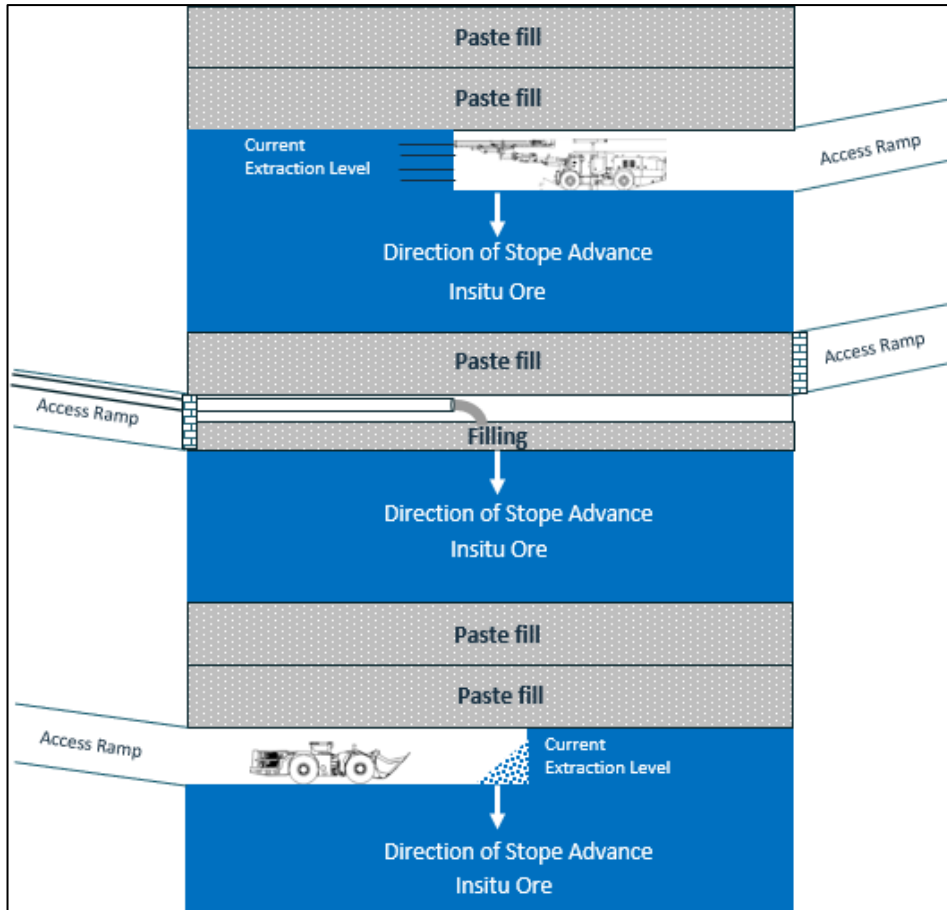 Paste fill
Paste fill
Current
Extraction Level
Access Ramp
Direction of Stope Advance
Insitu Ore
Access Ramp
Paste fill
Access Ramp
Filling
Direction of Stope Advance
Insitu Ore
Paste fill
Paste fill
Access Ramp
Current
Extraction Level
Direction of Stope Advance
Insitu Ore